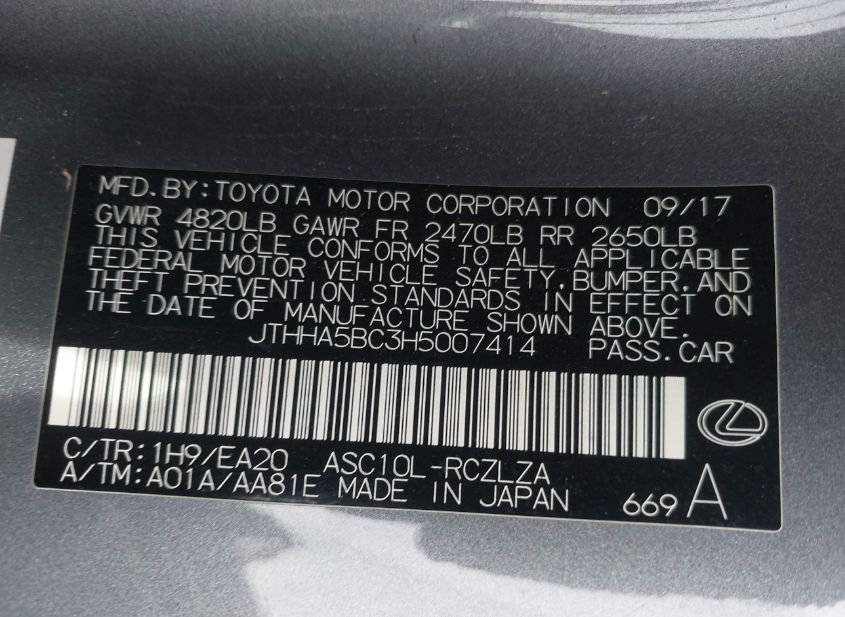 MFD.BY:TOYOTA MOTOR CORPORATION 09/17
GVWR 4820LB GAWR FR 2470LB RR 2650LB
THIS VEHICLE CONFORMS TO ALL APPLICABLE
FEDERAL MOTOR VEHICLE SAFETY,BUMPER,AND
THEFT PREVENTION STANDARDS IN EFFECT ON
THE DATE OF MANUFACTURE SHOWN ABOVE.
JTHHA5BC3H5007414 PASS.CAR
C/TR:1H9/EA20 ASC10L-RCZLZA
A/TM:A01A/AA81E MADE IN JAPAN 669 A